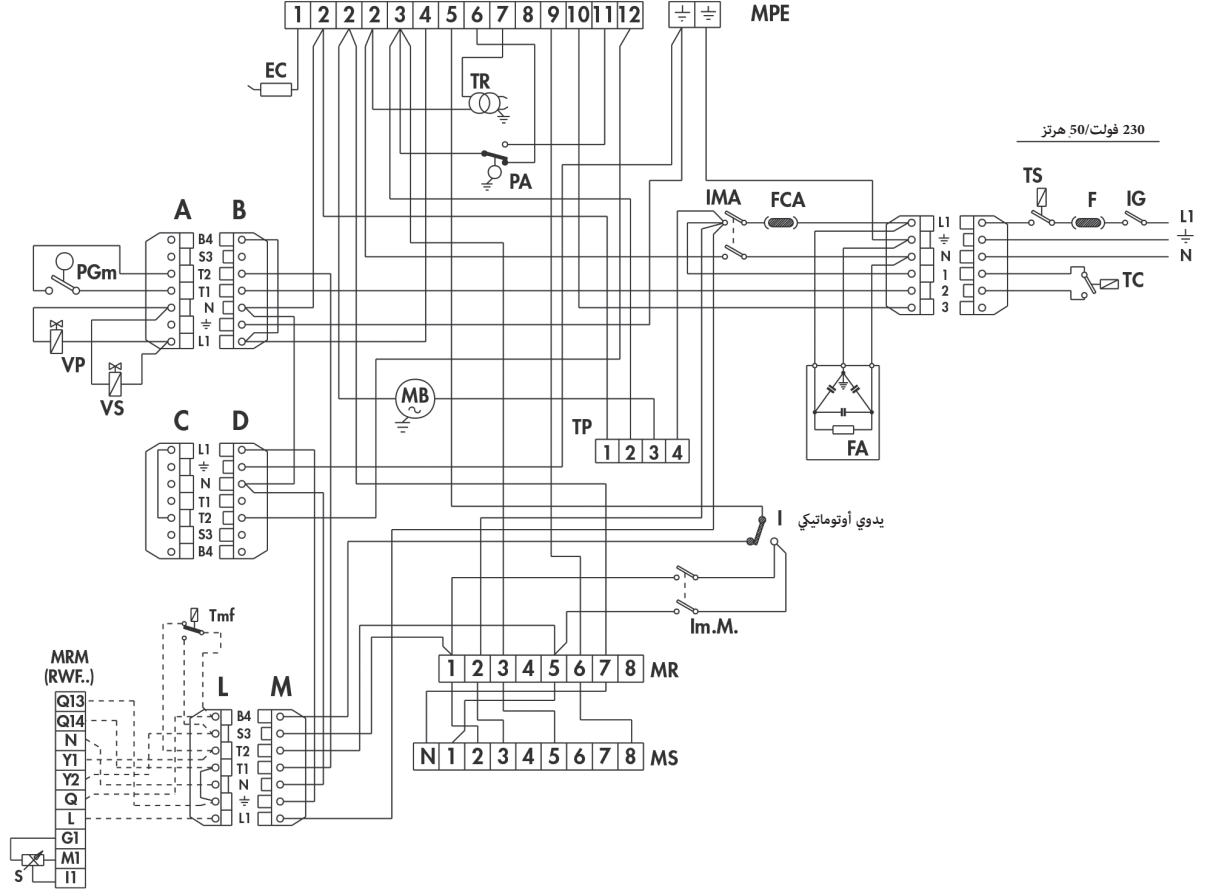 1 2 2 2 3 4 5 6 7 8 9 10 11 12 MPE
EC
TR
PA
230 فولت/50 هرتز
TS
F
IG
L1
N
IMA
FCA
L1
N
1
2
3
TC
FA
A B
B4
S3
T2
T1
N
L1
PGm
VP
VS
MB
TP
1 2 3 4
C D
L1
N
T1
T2
S3
B4
I يدوي أوتوماتيكي
Im.M.
Tmf
MRM
(RWF..)
Q13
Q14
N
Y1
Y2
Q
L
G1
M1
I1
S
L M
B4
S3
T2
T1
N
L1
1 2 3 4 5 6 7 8 MR
N 1 2 3 4 5 6 7 8 MS